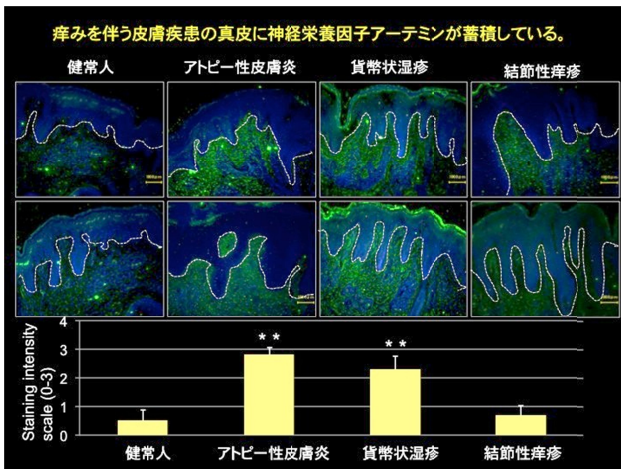 痒みを伴う皮膚疾患の真皮に神経栄養因子アーテミンが蓄積している。
健常人 アトピー性皮膚炎 貨幣状湿疹 結節性痒疹
Staining intensity
scale (0-3)
4
3
2
1
0
** **
健常人 アトピー性皮膚炎 貨幣状湿疹 結節性痒疹